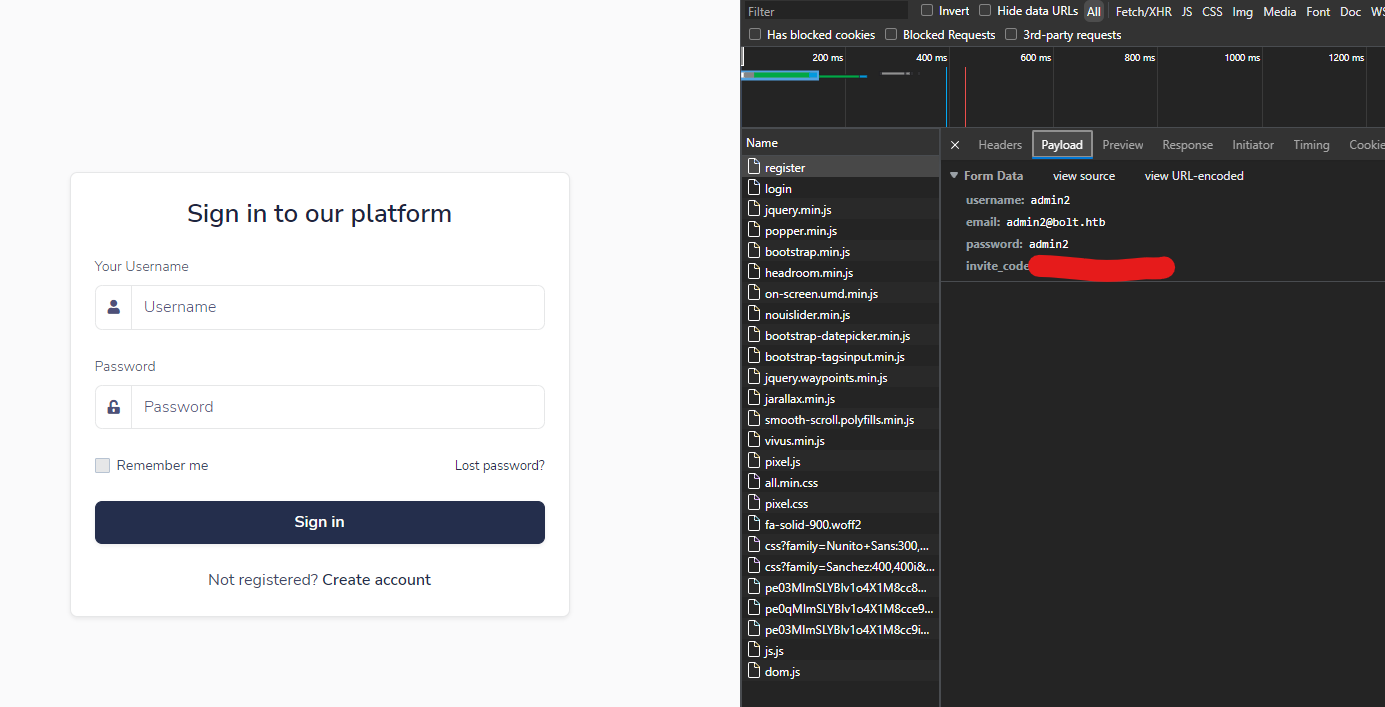 Sign in to our platform
Your Username
Username
Password
Password
Remember me
Lost password?
Sign in
Not registered? Create account
Filter
Invert Hide data URLs All Fetch/XHR JS CSS Img Media Font Doc WS
Has blocked cookies Blocked Requests 3rd-party requests
200 ms 400 ms 600 ms 800 ms 1000 ms 1200 ms
Name
register
login
jquery.min.js
popper.min.js
bootstrap.min.js
headroom.min.js
on-screen.umd.min.js
nouislider.min.js
bootstrap-datepicker.min.js
bootstrap-tagsinput.min.js
jquery.waypoints.min.js
jarallax.min.js
smooth-scroll.polyfills.min.js
vivus.min.js
pixel.js
all.min.css
pixel.css
fa-solid-900.woff2
css?family=Nunito+Sans:300,...
css?family=Sanchez:400,400i&...
pe03MImSLYBIv1o4X1M8cc8...
pe0qMImSLYBIv1o4X1M8cce9...
pe03MImSLYBIv1o4X1M8cc9i...
js.js
dom.js
Headers Payload Preview Response Initiator Timing Cookie
Form Data view source view URL-encoded
username: admin2
email: admin2@bolt.htb
password: admin2
invite_code